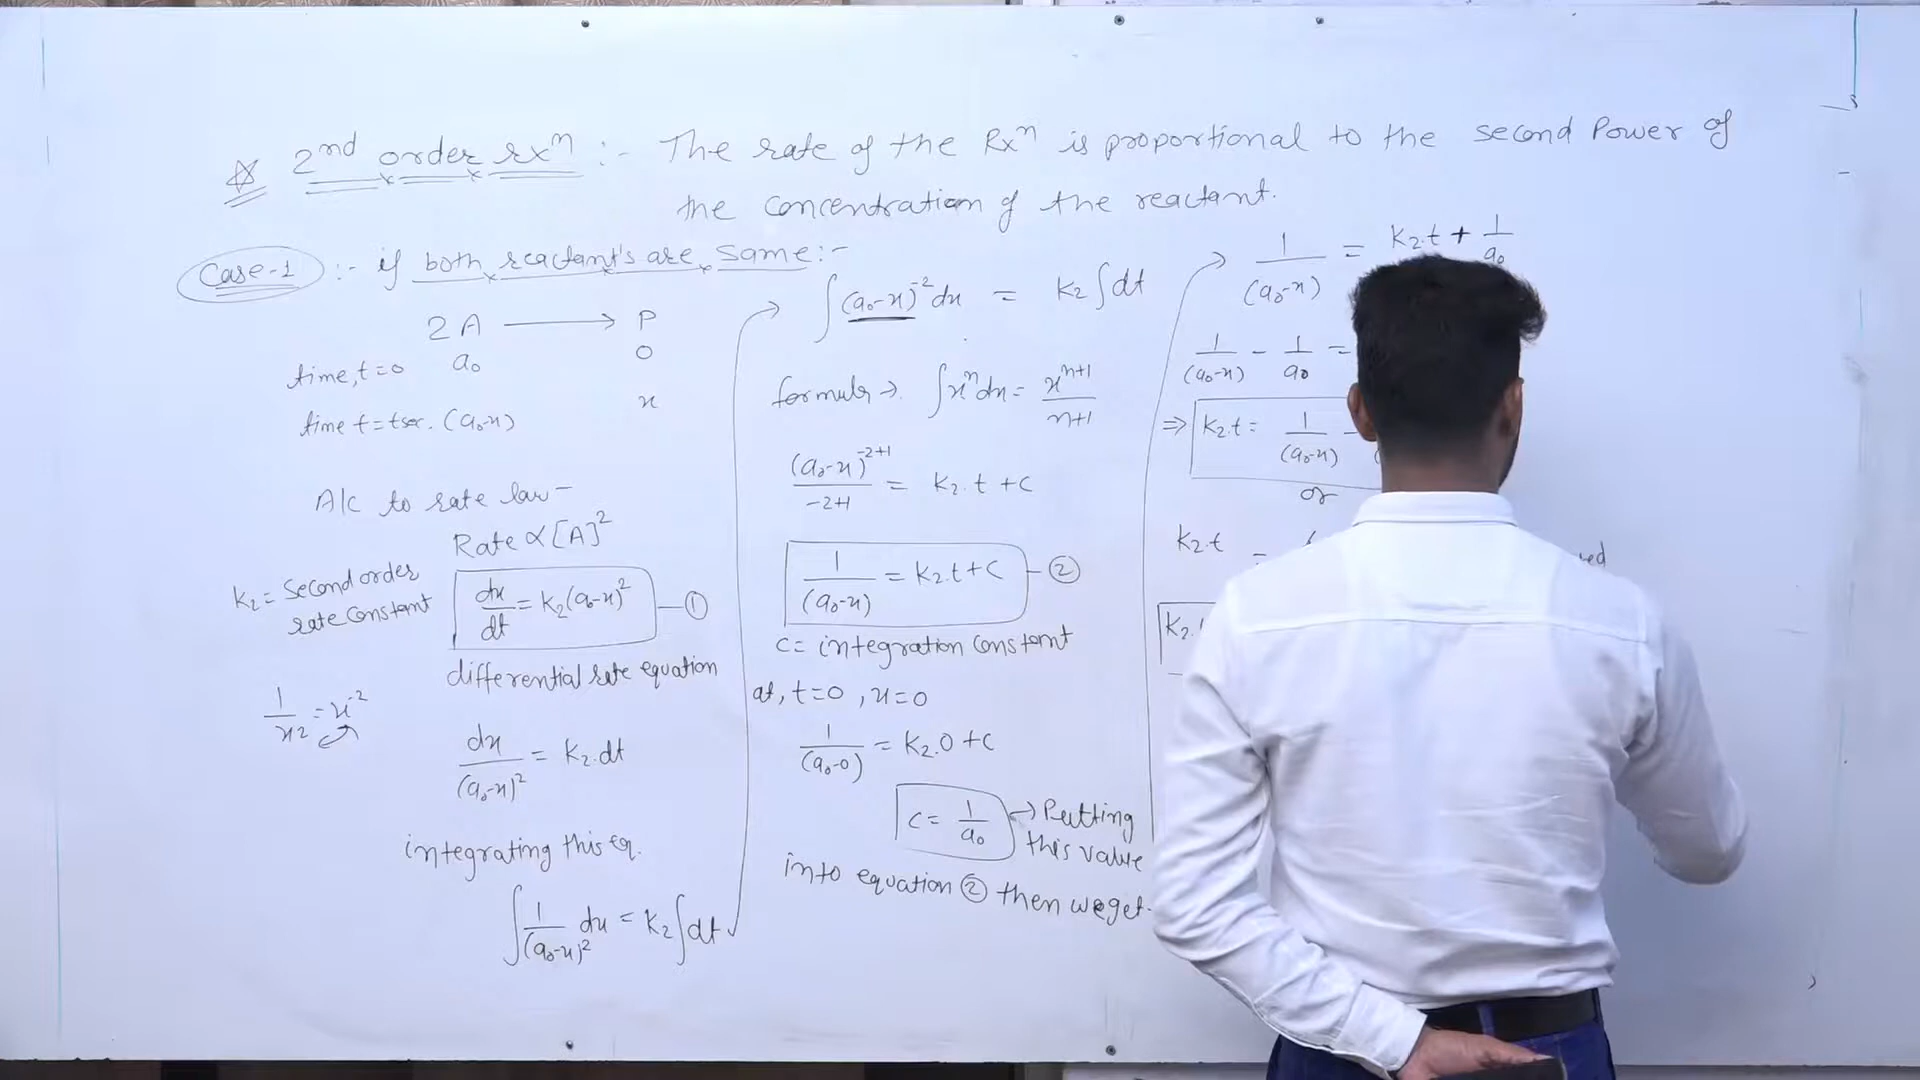 ☆ 2nd order rxⁿ :- The rate of the Rxⁿ is proportional to the second Power of
the concentration of the reactant.
Case-1 :- if both reactant's are same :-
2A ⟶ P
time, t=0 a₀ 0
time t=tsec. (a₀-x) x
A/c to rate law -
Rate ∝ [A]²
k₂ = Second order
rate constant
dx/dt = k₂(a₀-x)² —①
differential rate equation
1/x² = x⁻²
dx/(a₀-x)² = k₂.dt
integrating this eq.
∫ 1/(a₀-x)² dx = k₂∫dt
→ ∫(a₀-x)⁻² dx = k₂∫dt
formula →. ∫xⁿdx = xⁿ⁺¹/n+1
(a₀-x)⁻²⁺¹/-2+1 = k₂.t + c
1/(a₀-x) = k₂.t + c —②
c = integration constant
at, t=0, x=0
1/(a₀-0) = k₂.0 + c
c = 1/a₀ → Putting
this value
into equation ② then we get.
→ 1/(a₀-x) = k₂.t + 1/a₀
1/(a₀-x) - 1/a₀ =
⇒ k₂.t = 1/(a₀-x) -
or
k₂.t =
k₂.